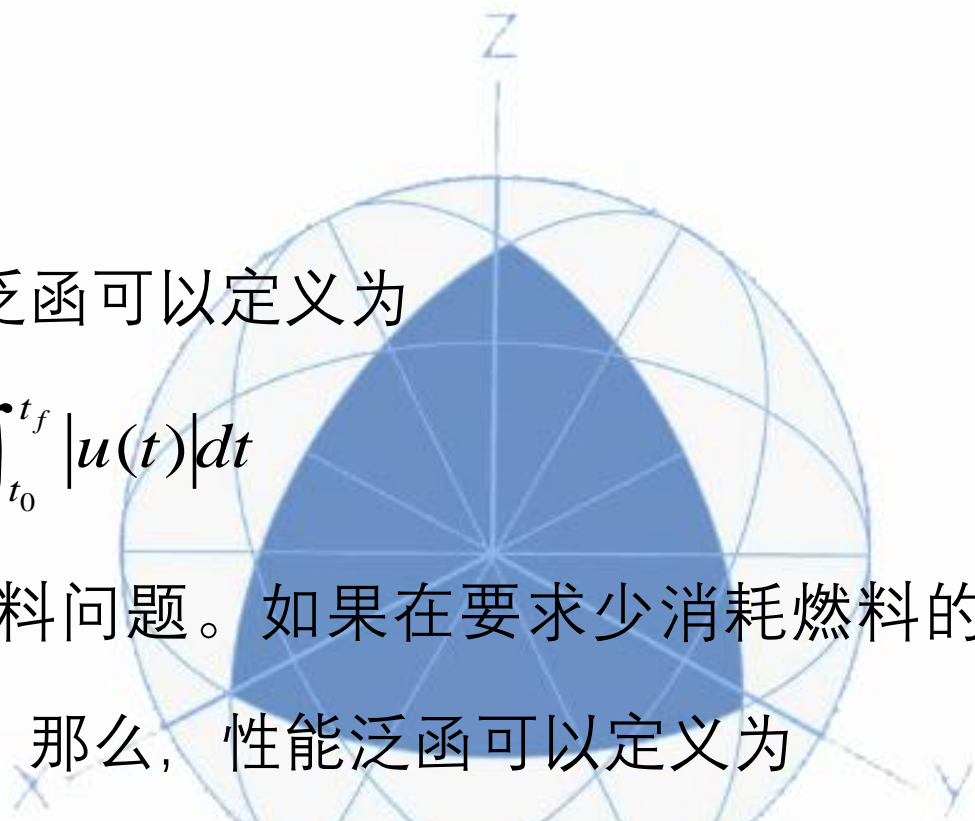 Z
泛函可以定义为
∫_{t_0}^{t_f} |u(t)|dt
料问题。如果在要求少消耗燃料的
那么，性能泛函可以定义为
X
Y